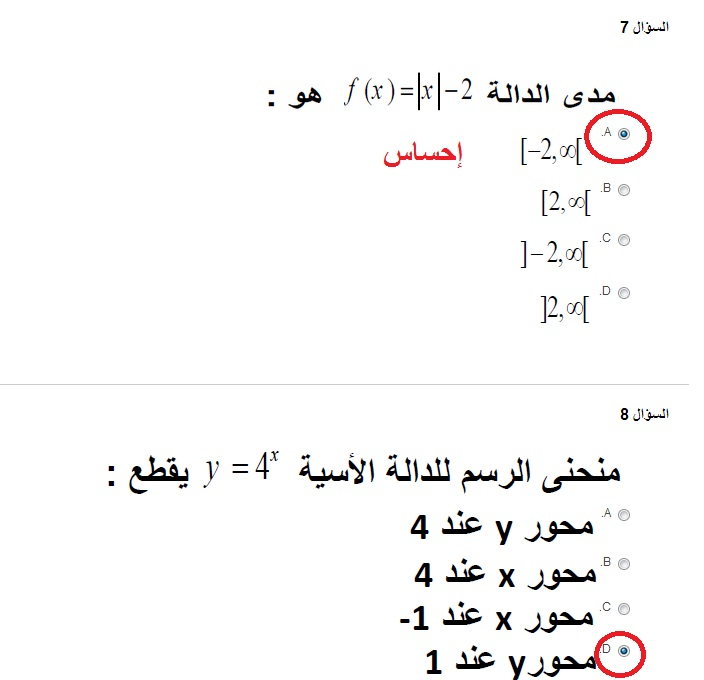 السؤال 7
مدى الدالة f (x)=|x|−2 هو :
A. [−2,∞[ إحساس
B. [2,∞[
C. ]−2,∞[
D. ]2,∞[
السؤال 8
منحنى الرسم للدالة الأسية y = 4^x يقطع :
A. محور y عند 4
B. محور x عند 4
C. محور x عند 1-
D. محورy عند 1